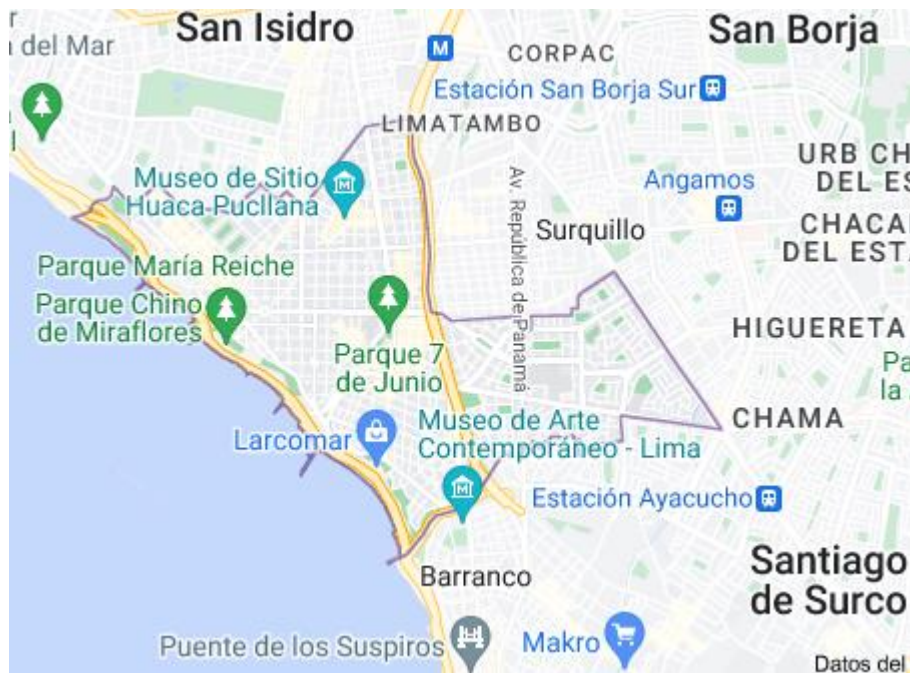 San Isidro
San Borja
a del Mar
M
CORPAC
Estación San Borja Sur
LIMATAMBO
URB CH
DEL ES
Museo de Sitio
Huaca Pucllana
M
Av. República de Panamá
Angamos
Surquillo
CHACA
DEL ESTA
Parque María Reiche
Parque Chino
de Miraflores
HIGUERETA
Parque 7
de Junio
Pa
la
CHAMA
Museo de Arte
Contemporáneo - Lima
Larcomar
M
Estación Ayacucho
Barranco
Santiago
de Surco
Puente de los Suspiros
Makro
Datos del